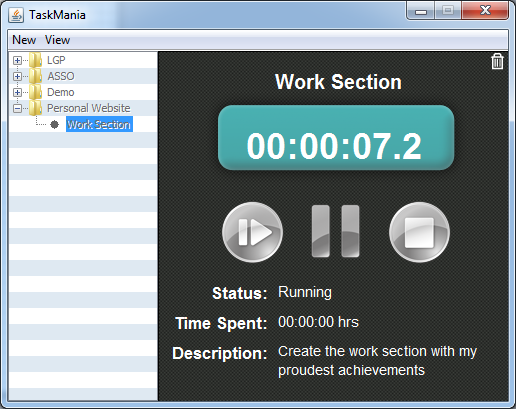 TaskMania
New View
LGP
ASSO
Demo
Personal Website
Work Section
Work Section
00:00:07.2
Status: Running
Time Spent: 00:00:00 hrs
Description: Create the work section with my
proudest achievements